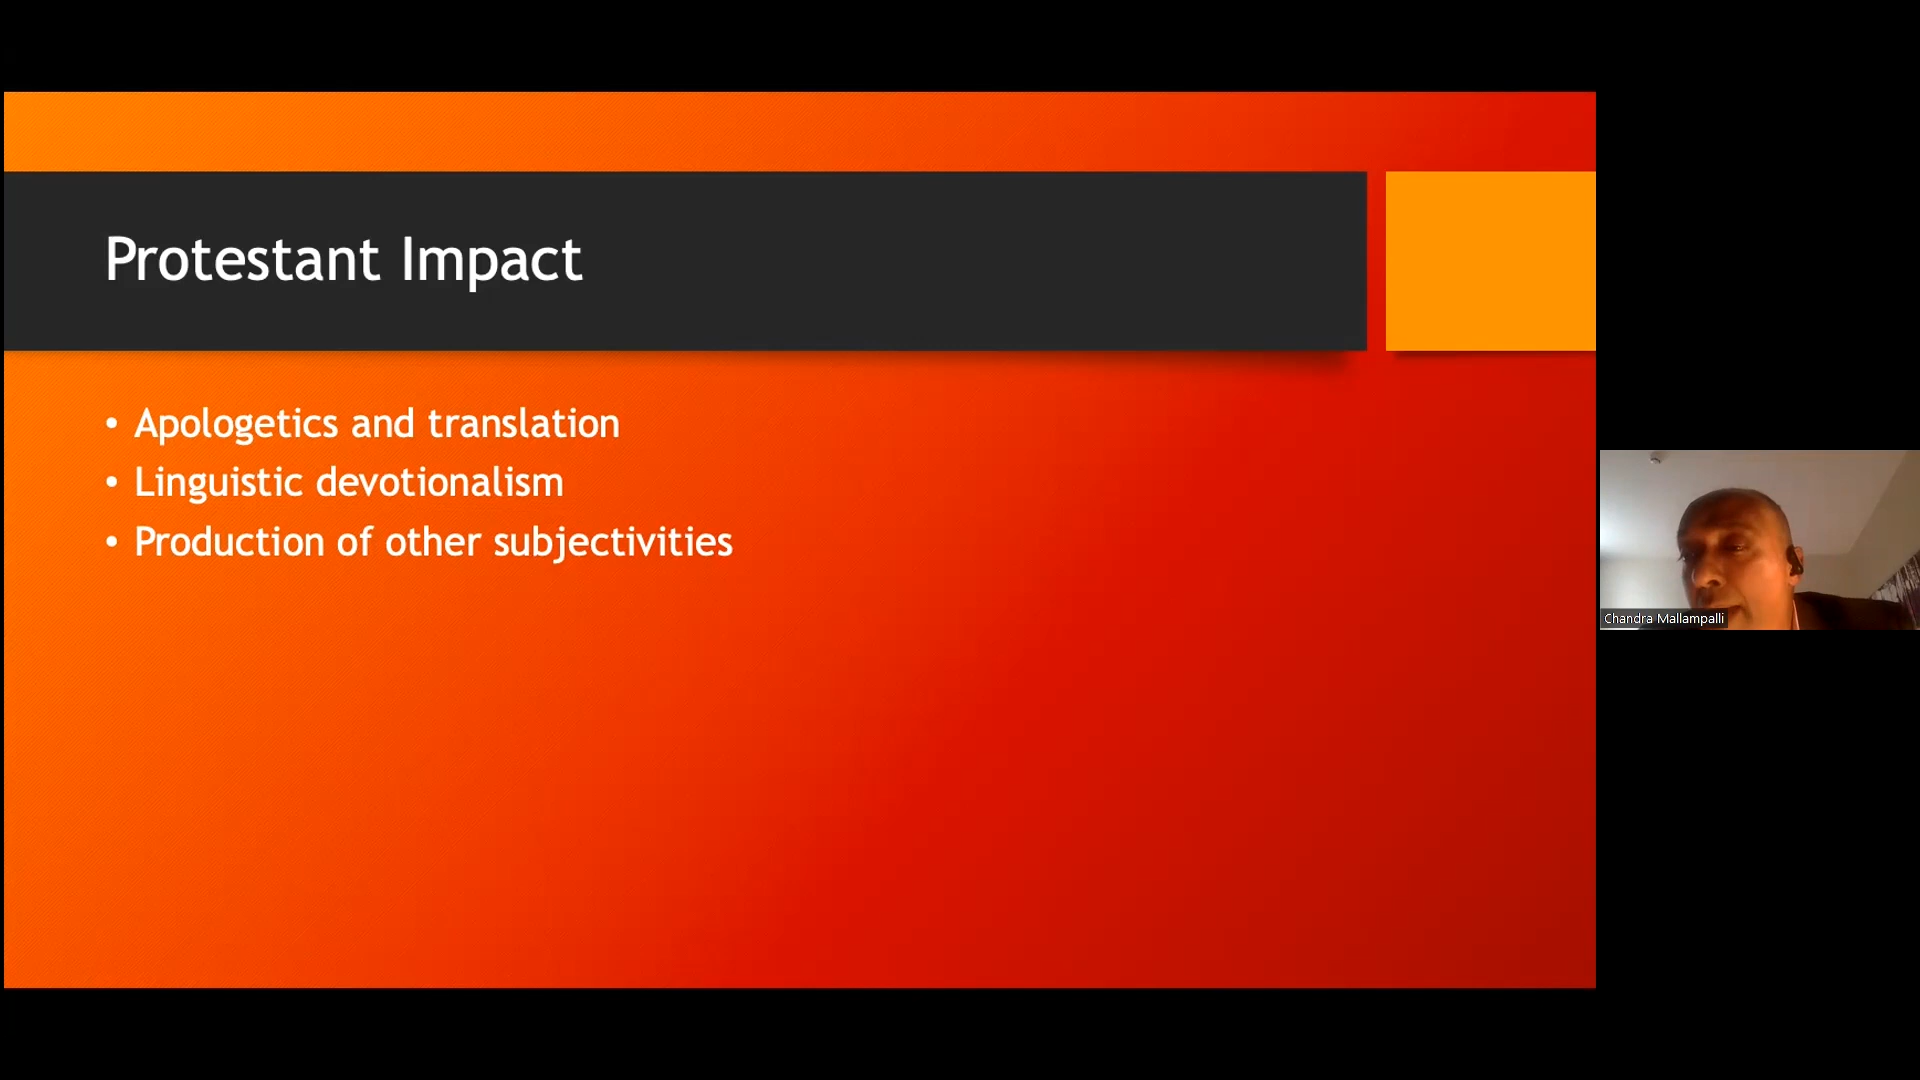 Protestant Impact
• Apologetics and translation
• Linguistic devotionalism
• Production of other subjectivities
Chandra Mallampalli